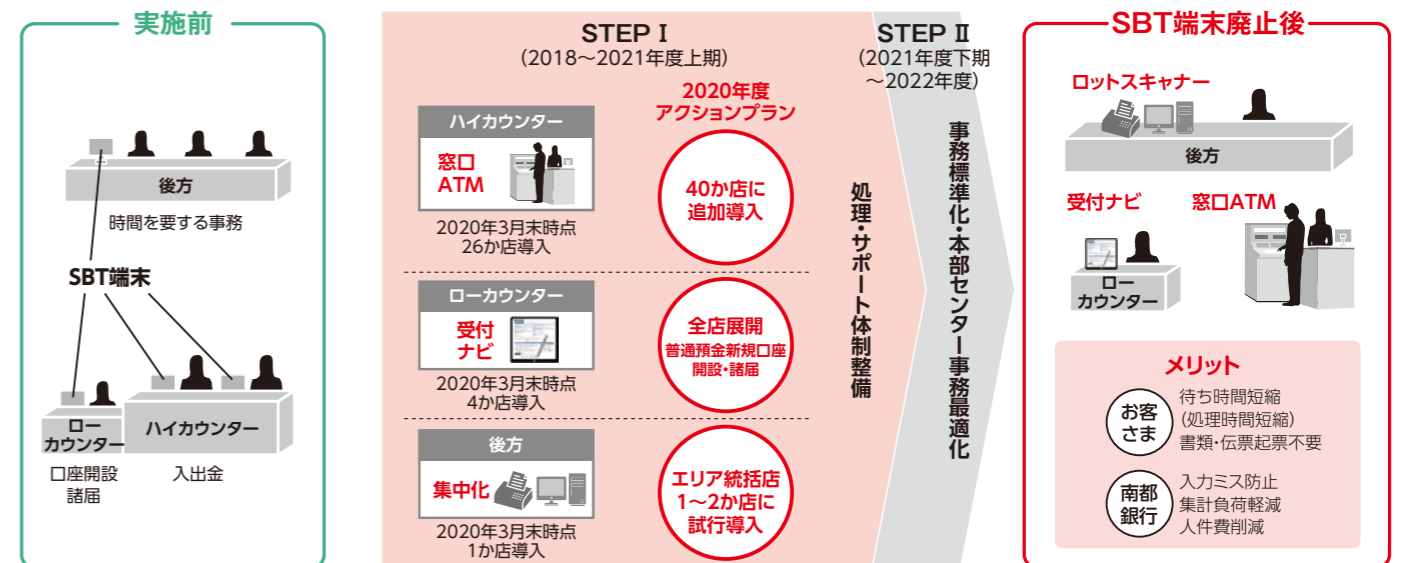 実施前
後方
時間を要する事務
SBT端末
ロー
カウンター
ハイカウンター
口座開設
諸届
入出金
STEP Ⅰ
(2018〜2021年度上期)
2020年度
アクションプラン
ハイカウンター
窓口
ATM
2020年3月末時点
26か店導入
40か店に
追加導入
ローカウンター
受付
ナビ
2020年3月末時点
4か店導入
全店展開
普通預金新規口座
開設・諸届
後方
集中化
2020年3月末時点
1か店導入
エリア統括店
1〜2か店に
試行導入
処理・サポート体制整備
STEP Ⅱ
(2021年度下期
〜2022年度)
事務標準化・本部センター事務最適化
SBT端末廃止後
ロットスキャナー
後方
受付ナビ
窓口ATM
ロー
カウンター
メリット
お客
さま
待ち時間短縮
(処理時間短縮)
書類・伝票起票不要
南都
銀行
入力ミス防止
集計負荷軽減
人件費削減